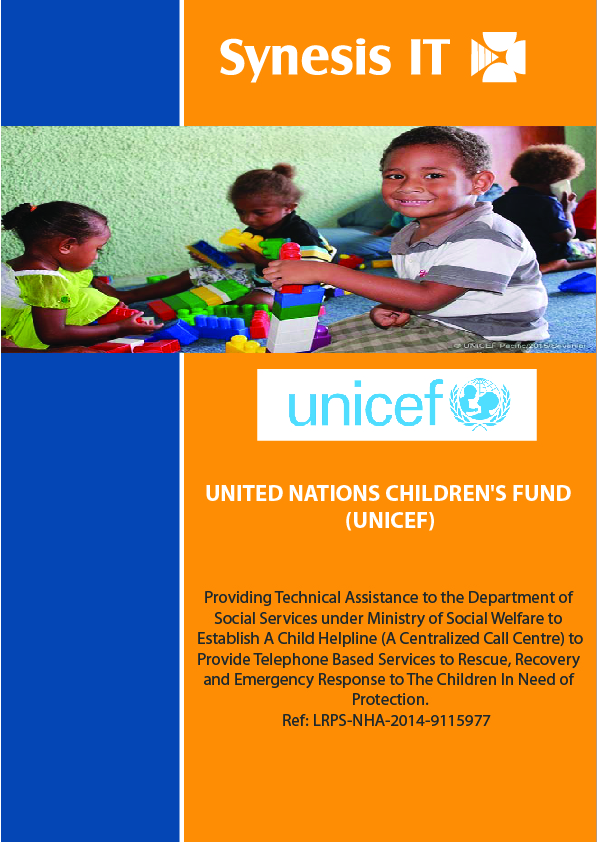 Synesis IT
© UNICEF Pacific/2015/
unicef
UNITED NATIONS CHILDREN'S FUND
(UNICEF)
Providing Technical Assistance to the Department of
Social Services under Ministry of Social Welfare to
Establish A Child Helpline (A Centralized Call Centre) to
Provide Telephone Based Services to Rescue, Recovery
and Emergency Response to The Children In Need of
Protection.
Ref: LRPS-NHA-2014-9115977